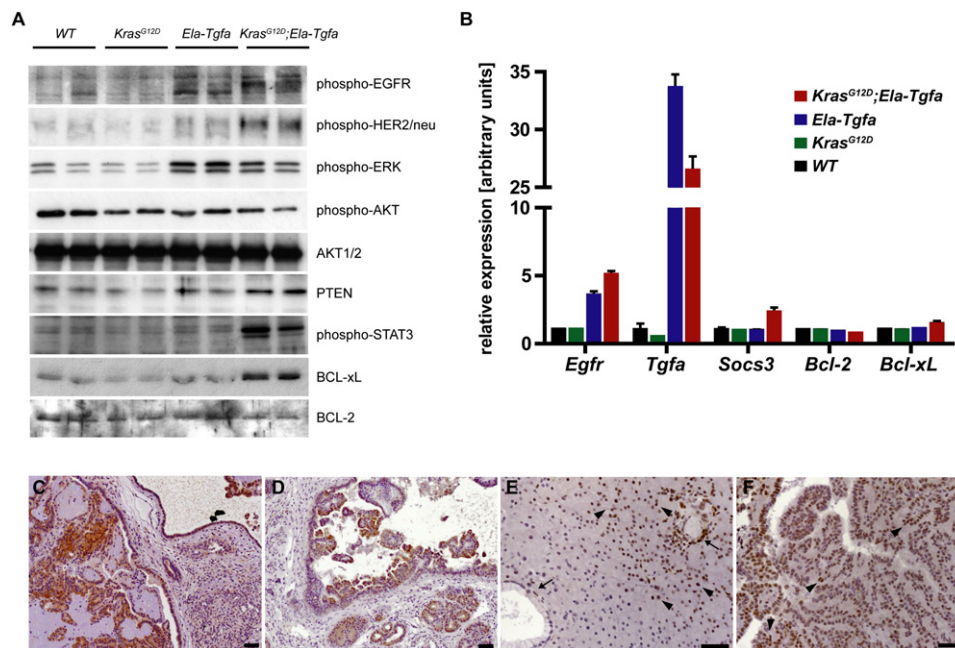 A
WT KrasG12D Ela-Tgfa KrasG12D;Ela-Tgfa
phospho-EGFR
phospho-HER2/neu
phospho-ERK
phospho-AKT
AKT1/2
PTEN
phospho-STAT3
BCL-xL
BCL-2
B
relative expression [arbitrary units]
35
25
10
5
0
KrasG12D;Ela-Tgfa
Ela-Tgfa
KrasG12D
WT
Egfr Tgfa Socs3 Bcl-2 Bcl-xL
C D E F